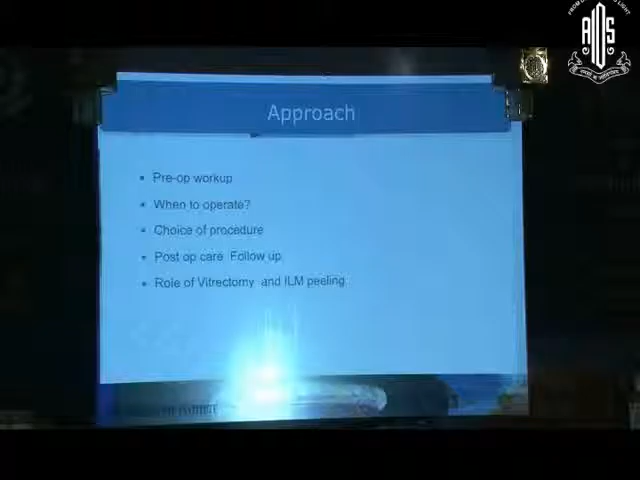 Approach
Pre-op workup
When to operate?
Choice of procedure
Post op care Follow up
Role of Vitrectomy and ILM peeling
AIOS